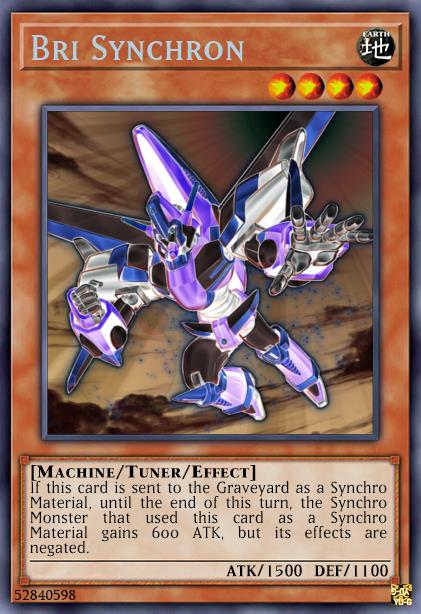 BRI SYNCHRON
EARTH
地
[MACHINE/TUNER/EFFECT]
If this card is sent to the Graveyard as a Synchro
Material, until the end of this turn, the Synchro
Monster that used this card as a Synchro
Material gains 600 ATK, but its effects are
negated.
ATK/1500 DEF/1100
52840598